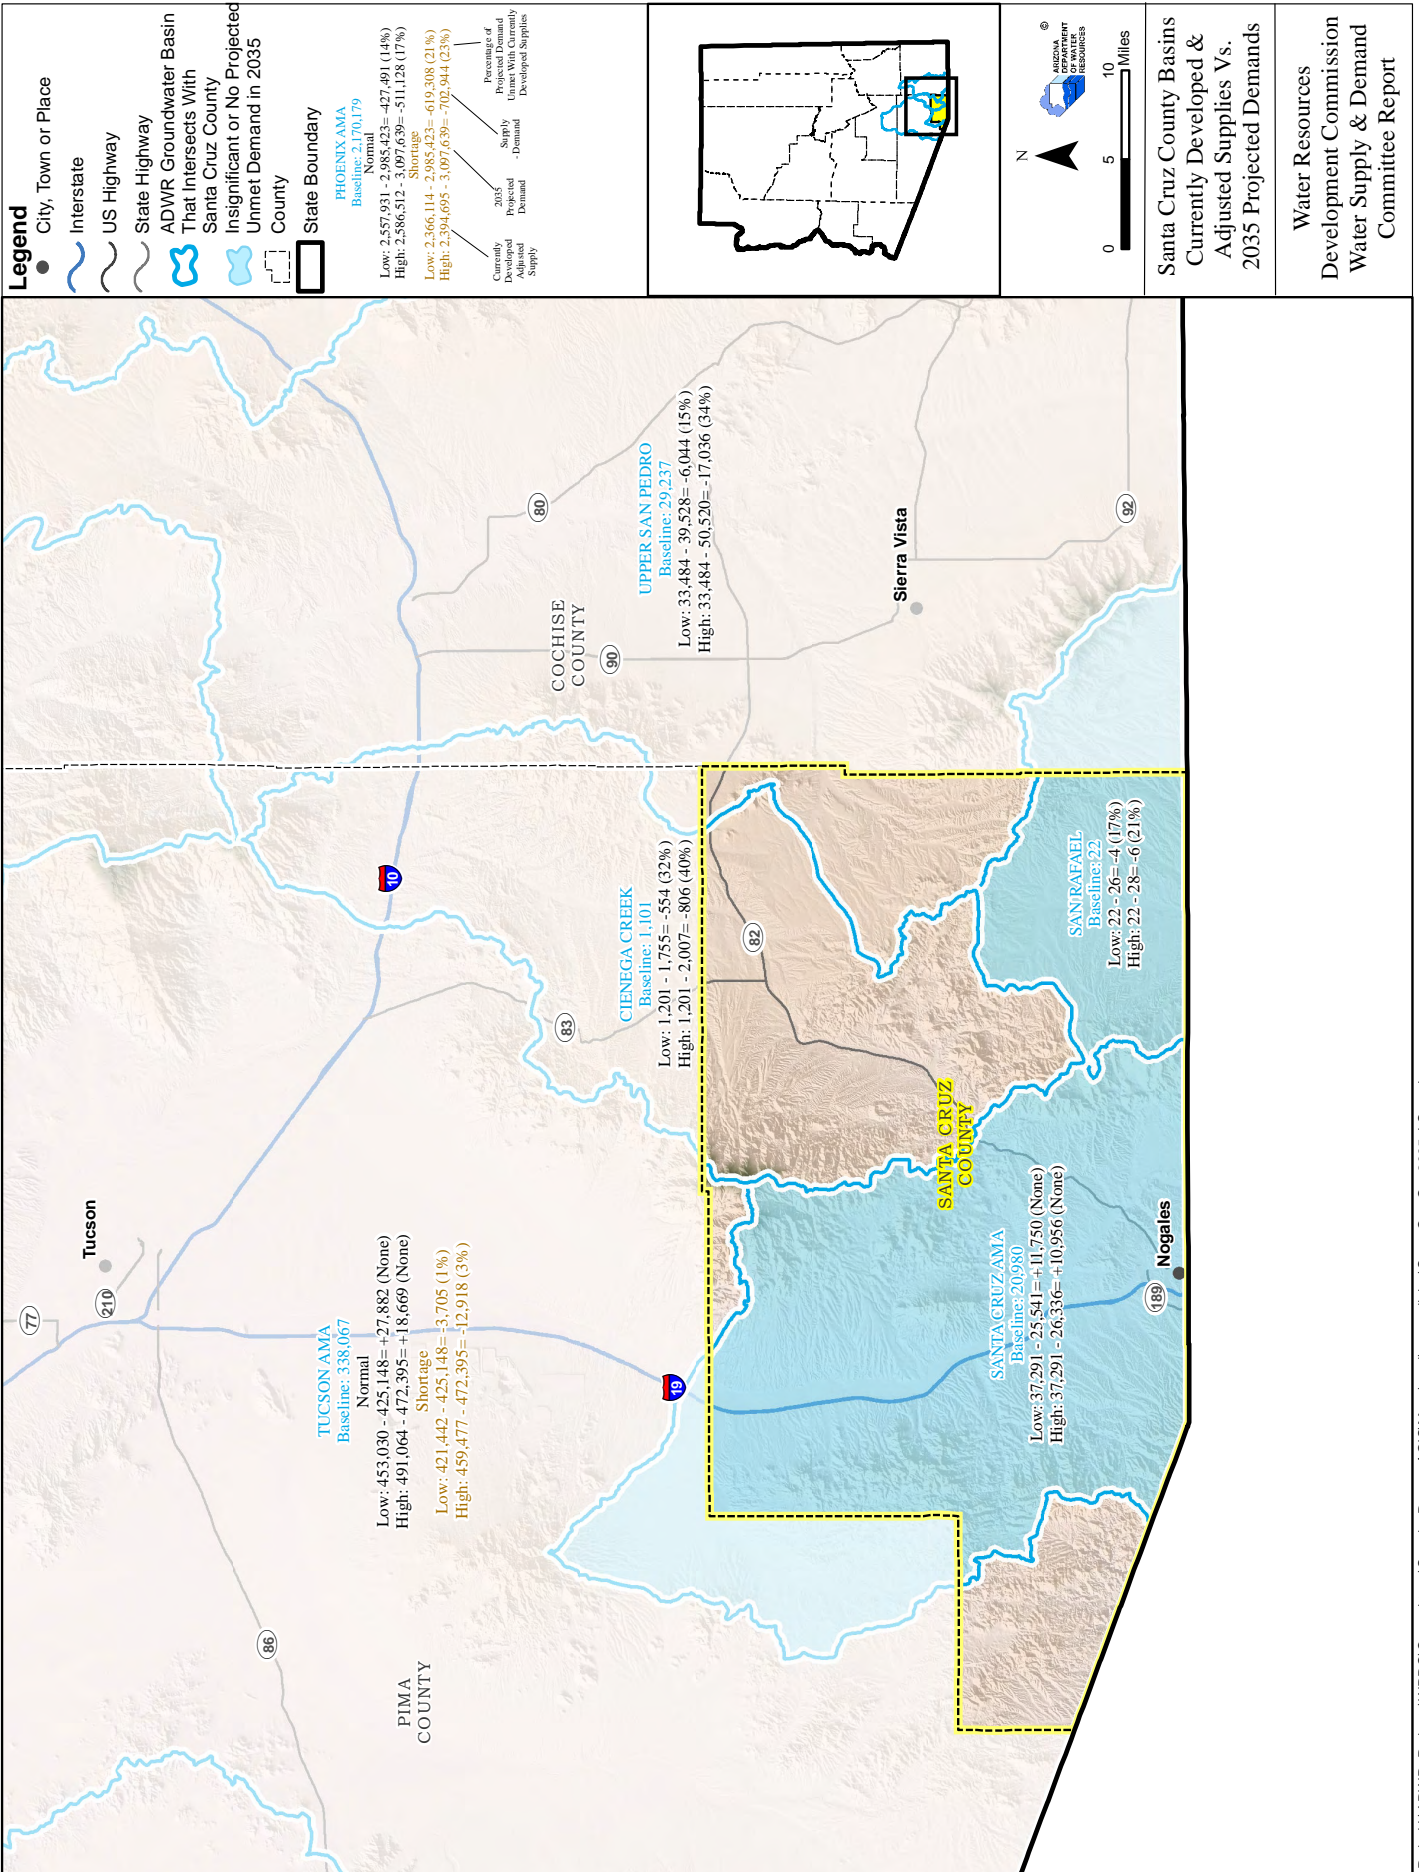 Legend
City, Town or Place
Interstate
US Highway
State Highway
ADWR Groundwater Basin
That Intersects With
Santa Cruz County
Insignificant or No Projected
Unmet Demand in 2035
County
State Boundary
PHOENIX AMA
Baseline: 2,170,179
Normal
Low: 2,557,931 - 2,985,423= -427,491 (14%)
High: 2,586,512 - 3,097,639= -511,128 (17%)
Shortage
Low: 2,366,114 - 2,985,423= -619,308 (21%)
High: 2,394,695 - 3,097,639= -702,944 (23%)
Currently
Developed
Adjusted
Supply
2035
Projected
Demand
Supply
- Demand
Percentage of
Projected Demand
Unmet With Currently
Developed Supplies
N
ARIZONA
DEPARTMENT
OF WATER
RESOURCES
©
0 5 10
Miles
Santa Cruz County Basins
Currently Developed &
Adjusted Supplies Vs.
2035 Projected Demands
Water Resources
Development Commission
Water Supply & Demand
Committee Report
77
210
Tucson
86
PIMA
COUNTY
TUCSON AMA
Baseline: 338,067
Normal
Low: 453,030 - 425,148= +27,882 (None)
High: 491,064 - 472,395= +18,669 (None)
Shortage
Low: 421,442 - 425,148= -3,705 (1%)
High: 459,477 - 472,395= -12,918 (3%)
10
19
83
80
COCHISE
COUNTY
90
UPPER SAN PEDRO
Baseline: 29,237
Low: 33,484 - 39,528= -6,044 (15%)
High: 33,484 - 50,520= -17,036 (34%)
CIENEGA CREEK
Baseline: 1,101
Low: 1,201 - 1,755= -554 (32%)
High: 1,201 - 2,007= -806 (40%)
82
Sierra Vista
92
SANTA CRUZ
COUNTY
SAN RAFAEL
Baseline: 22
Low: 22 - 26= -4 (17%)
High: 22 - 28= -6 (21%)
SANTA CRUZ AMA
Baseline: 20,980
Low: 37,291 - 25,541= +11,750 (None)
High: 37,291 - 26,336= +10,956 (None)
189
Nogales